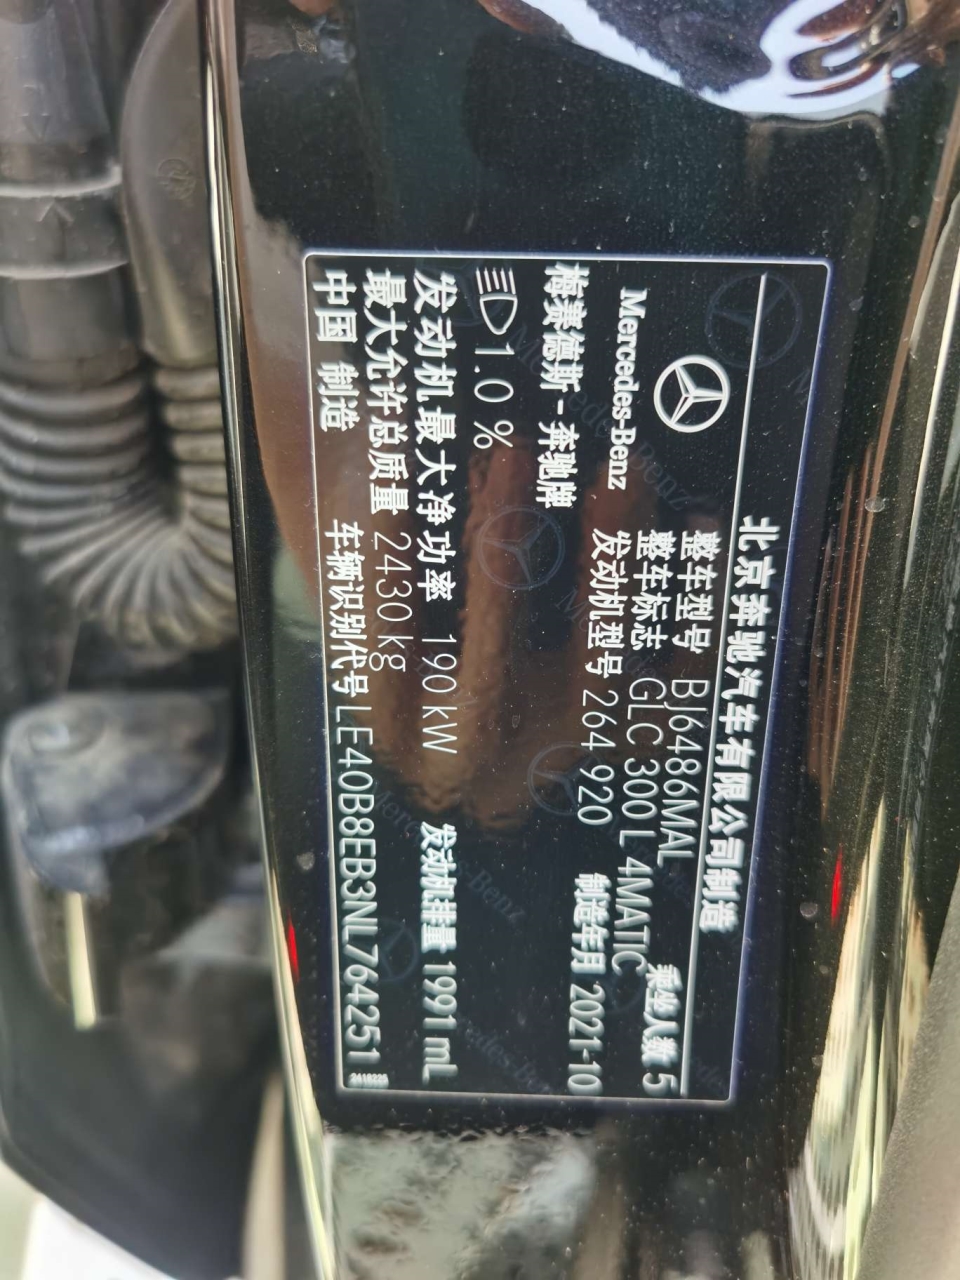 北京奔驰汽车有限公司制造
Mercedes-Benz
梅赛德斯-奔驰牌
整车型号 BJ6486MAL
整车标志 GLC 300 L 4MATIC 乘坐人数 5
发动机型号 264 920 制造年月 2021-10
1.0 %
发动机最大净功率 190 kW 发动机排量 1991 mL
最大允许总质量 2430 kg
中国 制造 车辆识别代号 LE40B8EB3NL764251